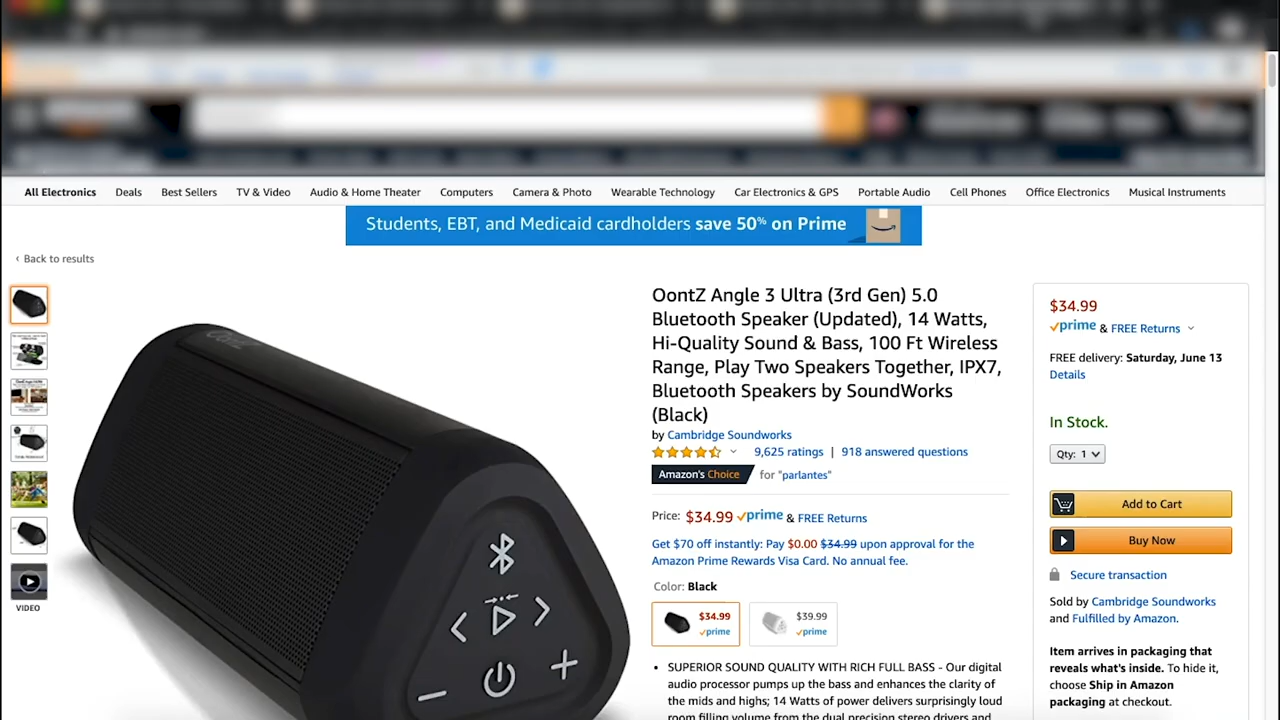 All Electronics Deals Best Sellers TV & Video Audio & Home Theater Computers Camera & Photo Wearable Technology Car Electronics & GPS Portable Audio Cell Phones Office Electronics Musical Instruments
Students, EBT, and Medicaid cardholders save 50% on Prime
‹ Back to results
OontZ Angle 3 Ultra (3rd Gen) 5.0
Bluetooth Speaker (Updated), 14 Watts,
Hi-Quality Sound & Bass, 100 Ft Wireless
Range, Play Two Speakers Together, IPX7,
Bluetooth Speakers by SoundWorks
(Black)
by Cambridge Soundworks
9,625 ratings | 918 answered questions
Amazon's Choice for "parlantes"
Price: $34.99 prime & FREE Returns
Get $70 off instantly: Pay $0.00 $34.99 upon approval for the
Amazon Prime Rewards Visa Card. No annual fee.
Color: Black
$34.99
prime
$39.99
prime
• SUPERIOR SOUND QUALITY WITH RICH FULL BASS - Our digital
audio processor pumps up the bass and enhances the clarity of
the mids and highs; 14 Watts of power delivers surprisingly loud
room filling volume from the dual precision stereo drivers and
VIDEO
$34.99
prime & FREE Returns
FREE delivery: Saturday, June 13
Details
In Stock.
Qty: 1
Add to Cart
Buy Now
Secure transaction
Sold by Cambridge Soundworks
and Fulfilled by Amazon.
Item arrives in packaging that
reveals what's inside. To hide it,
choose Ship in Amazon
packaging at checkout.